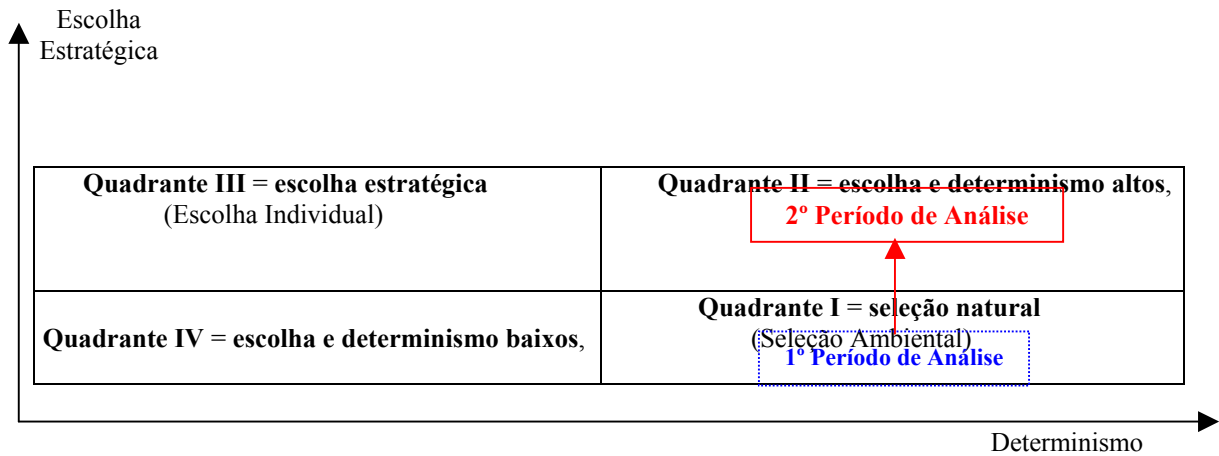 Escolha
Estratégica
Quadrante III = escolha estratégica
(Escolha Individual)
Quadrante II = escolha e determinismo altos,
2º Período de Análise
Quadrante IV = escolha e determinismo baixos,
Quadrante I = seleção natural
(Seleção Ambiental)
1º Período de Análise
Determinismo